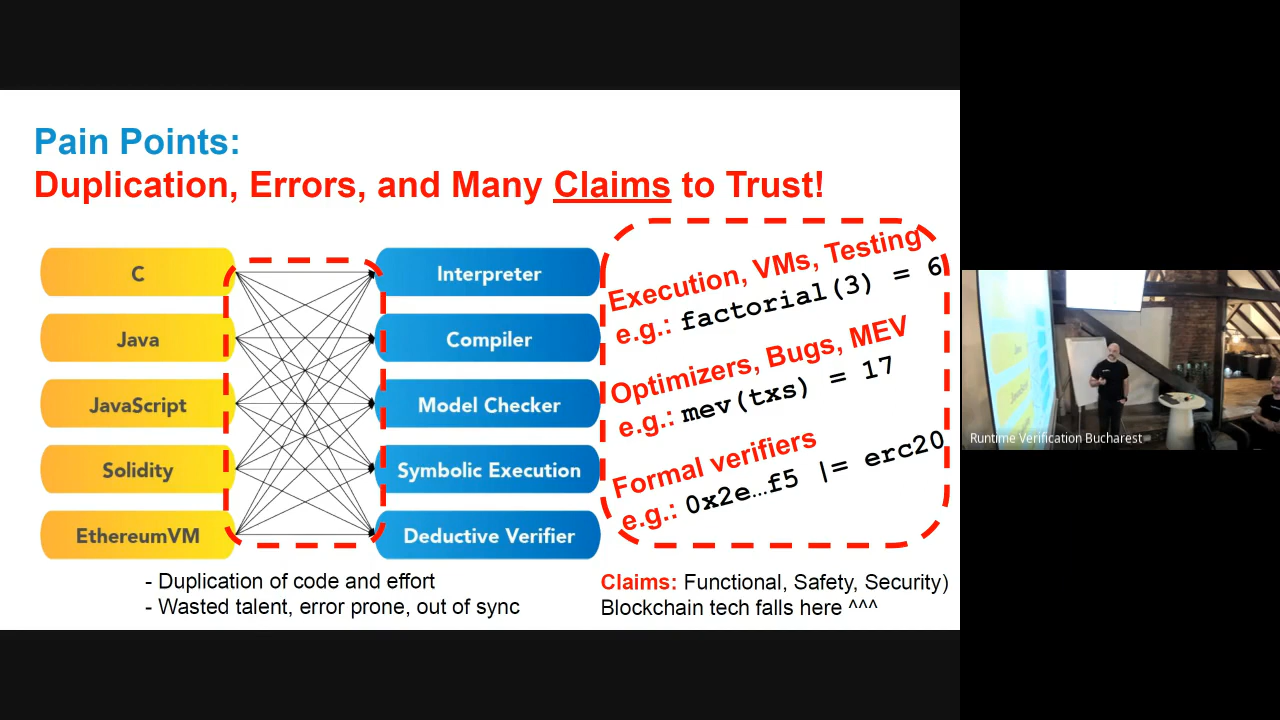 Pain Points:
Duplication, Errors, and Many Claims to Trust!
C
Java
JavaScript
Solidity
EthereumVM
Interpreter
Compiler
Model Checker
Symbolic Execution
Deductive Verifier
Execution, VMs, Testing
e.g.: factorial(3) = 6
Optimizers, Bugs, MEV
e.g.: mev(txs) = 17
Formal verifiers
e.g.: 0x2e…f5 |= erc20
- Duplication of code and effort
- Wasted talent, error prone, out of sync
Claims: Functional, Safety, Security)
Blockchain tech falls here ^^^
Runtime Verification Bucharest